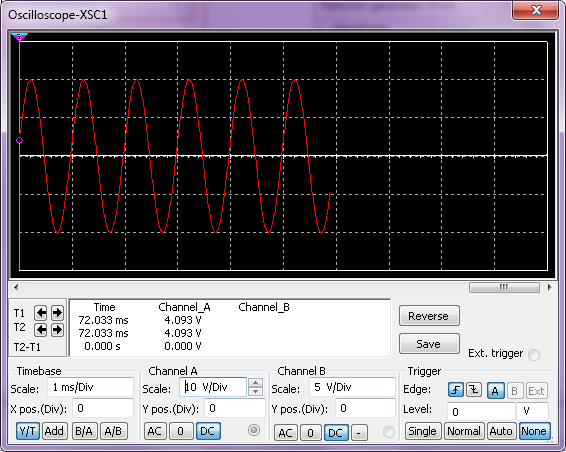 Oscilloscope-XSC1
T1
T2
T2-T1
Time Channel_A Channel_B
72.033 ms 4.093 V
72.033 ms 4.093 V
0.000 s 0.000 V
Reverse
Save
Ext. trigger
Timebase
Scale: 1 ms/Div
X pos.(Div): 0
Y/T Add B/A A/B
Channel A
Scale: 10 V/Div
Y pos.(Div): 0
AC 0 DC
Channel B
Scale: 5 V/Div
Y pos.(Div): 0
AC 0 DC -
Trigger
Edge: A B Ext
Level: 0 V
Single Normal Auto None